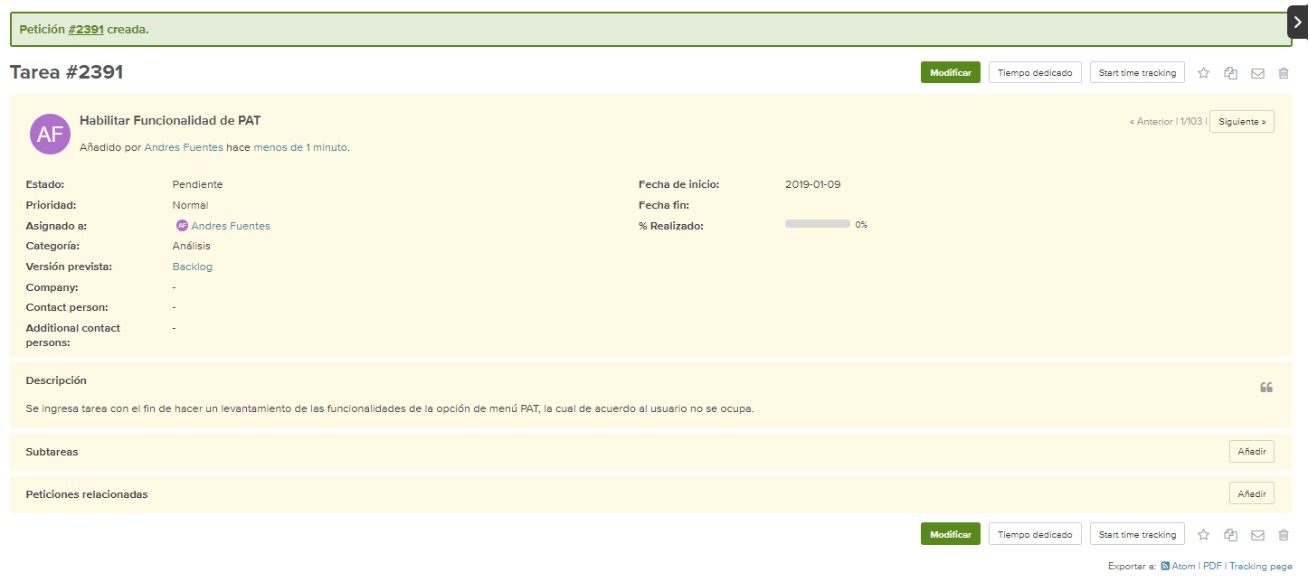 Petición #2391 creada.
Tarea #2391
Modificar Tiempo dedicado Start time tracking
AF
Habilitar Funcionalidad de PAT
« Anterior | 1/103 | Siguiente »
Añadido por Andres Fuentes hace menos de 1 minuto.
Estado: Pendiente Fecha de inicio: 2019-01-09
Prioridad: Normal Fecha fin:
Asignado a: AF Andres Fuentes % Realizado: 0%
Categoría: Análisis
Versión prevista: Backlog
Company: -
Contact person: -
Additional contact -
persons:
Descripción
Se ingresa tarea con el fin de hacer un levantamiento de las funcionalidades de la opción de menú PAT, la cual de acuerdo al usuario no se ocupa.
Subtareas Añadir
Peticiones relacionadas Añadir
Modificar Tiempo dedicado Start time tracking
Exportar a: Atom | PDF | Tracking page